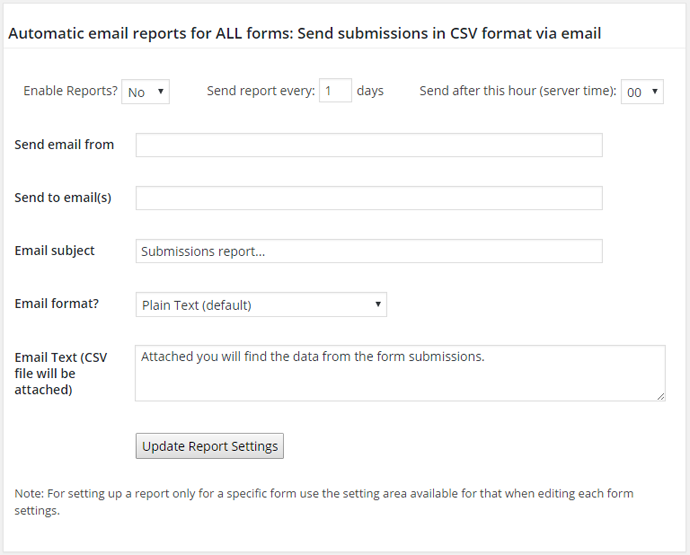 Automatic email reports for ALL forms: Send submissions in CSV format via email
Enable Reports? No Send report every: 1 days Send after this hour (server time): 00
Send email from
Send to email(s)
Email subject Submissions report...
Email format? Plain Text (default)
Email Text (CSV file will be attached) Attached you will find the data from the form submissions.
Update Report Settings
Note: For setting up a report only for a specific form use the setting area available for that when editing each form
settings.